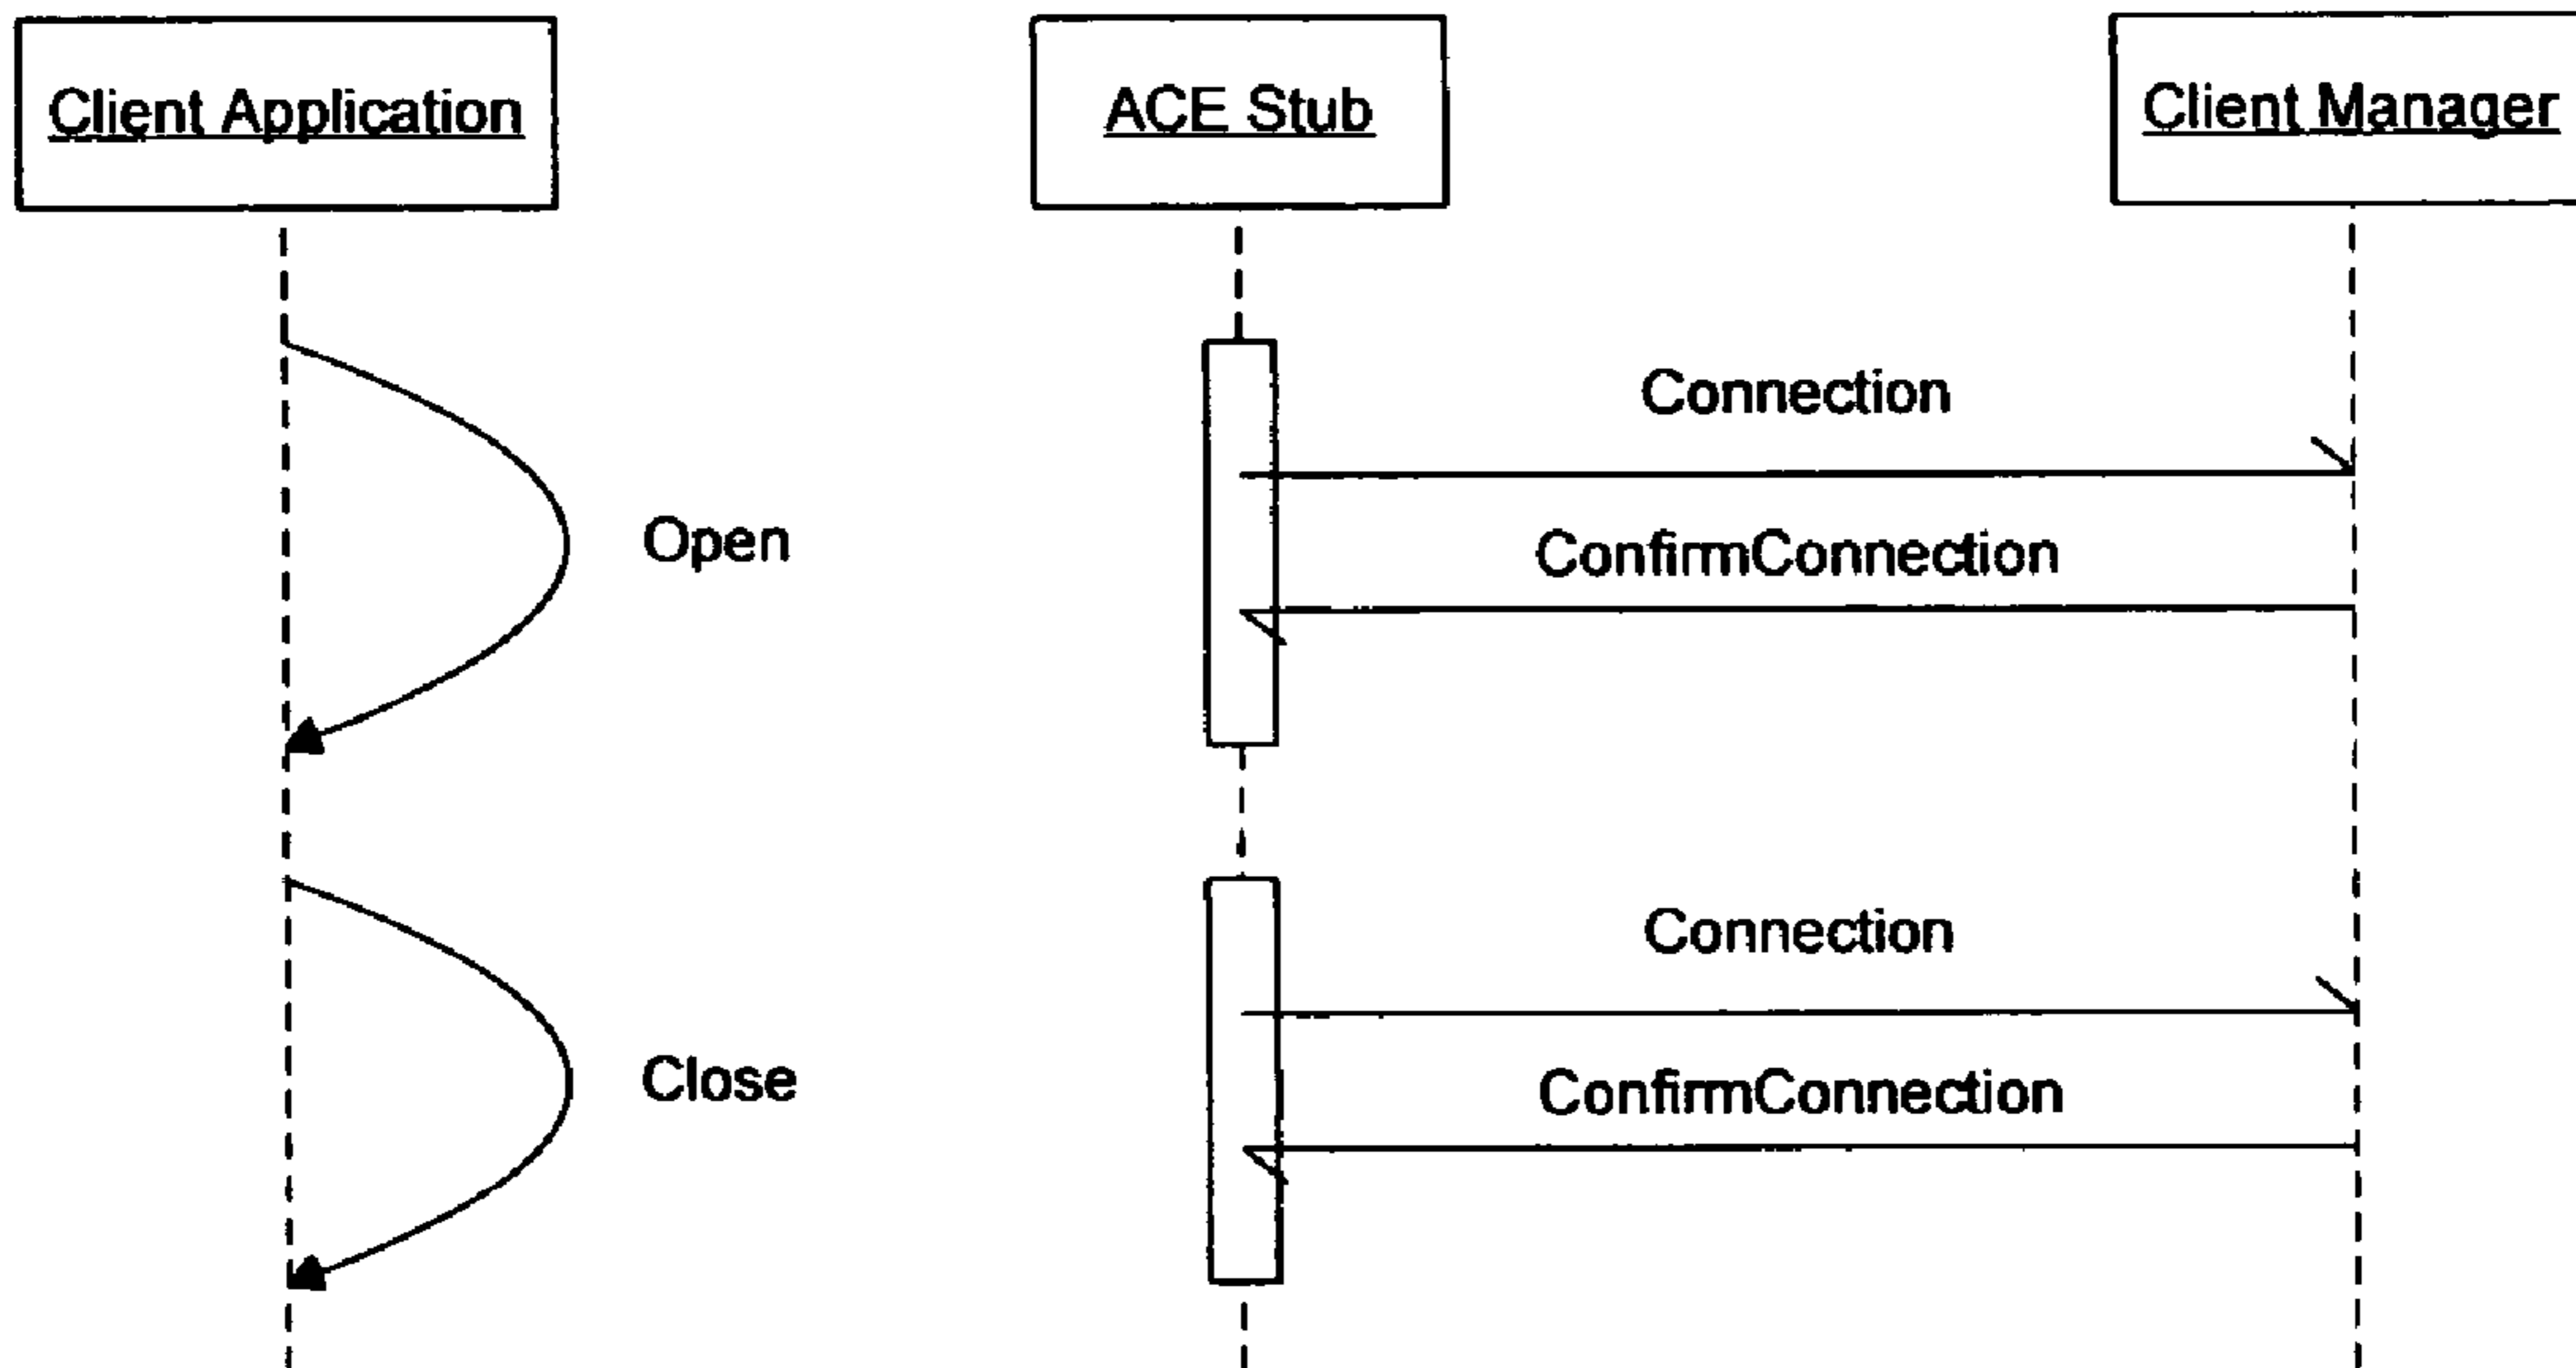 Client Application
ACE Stub
Client Manager
Connection
Open
ConfirmConnection
Connection
Close
ConfirmConnection